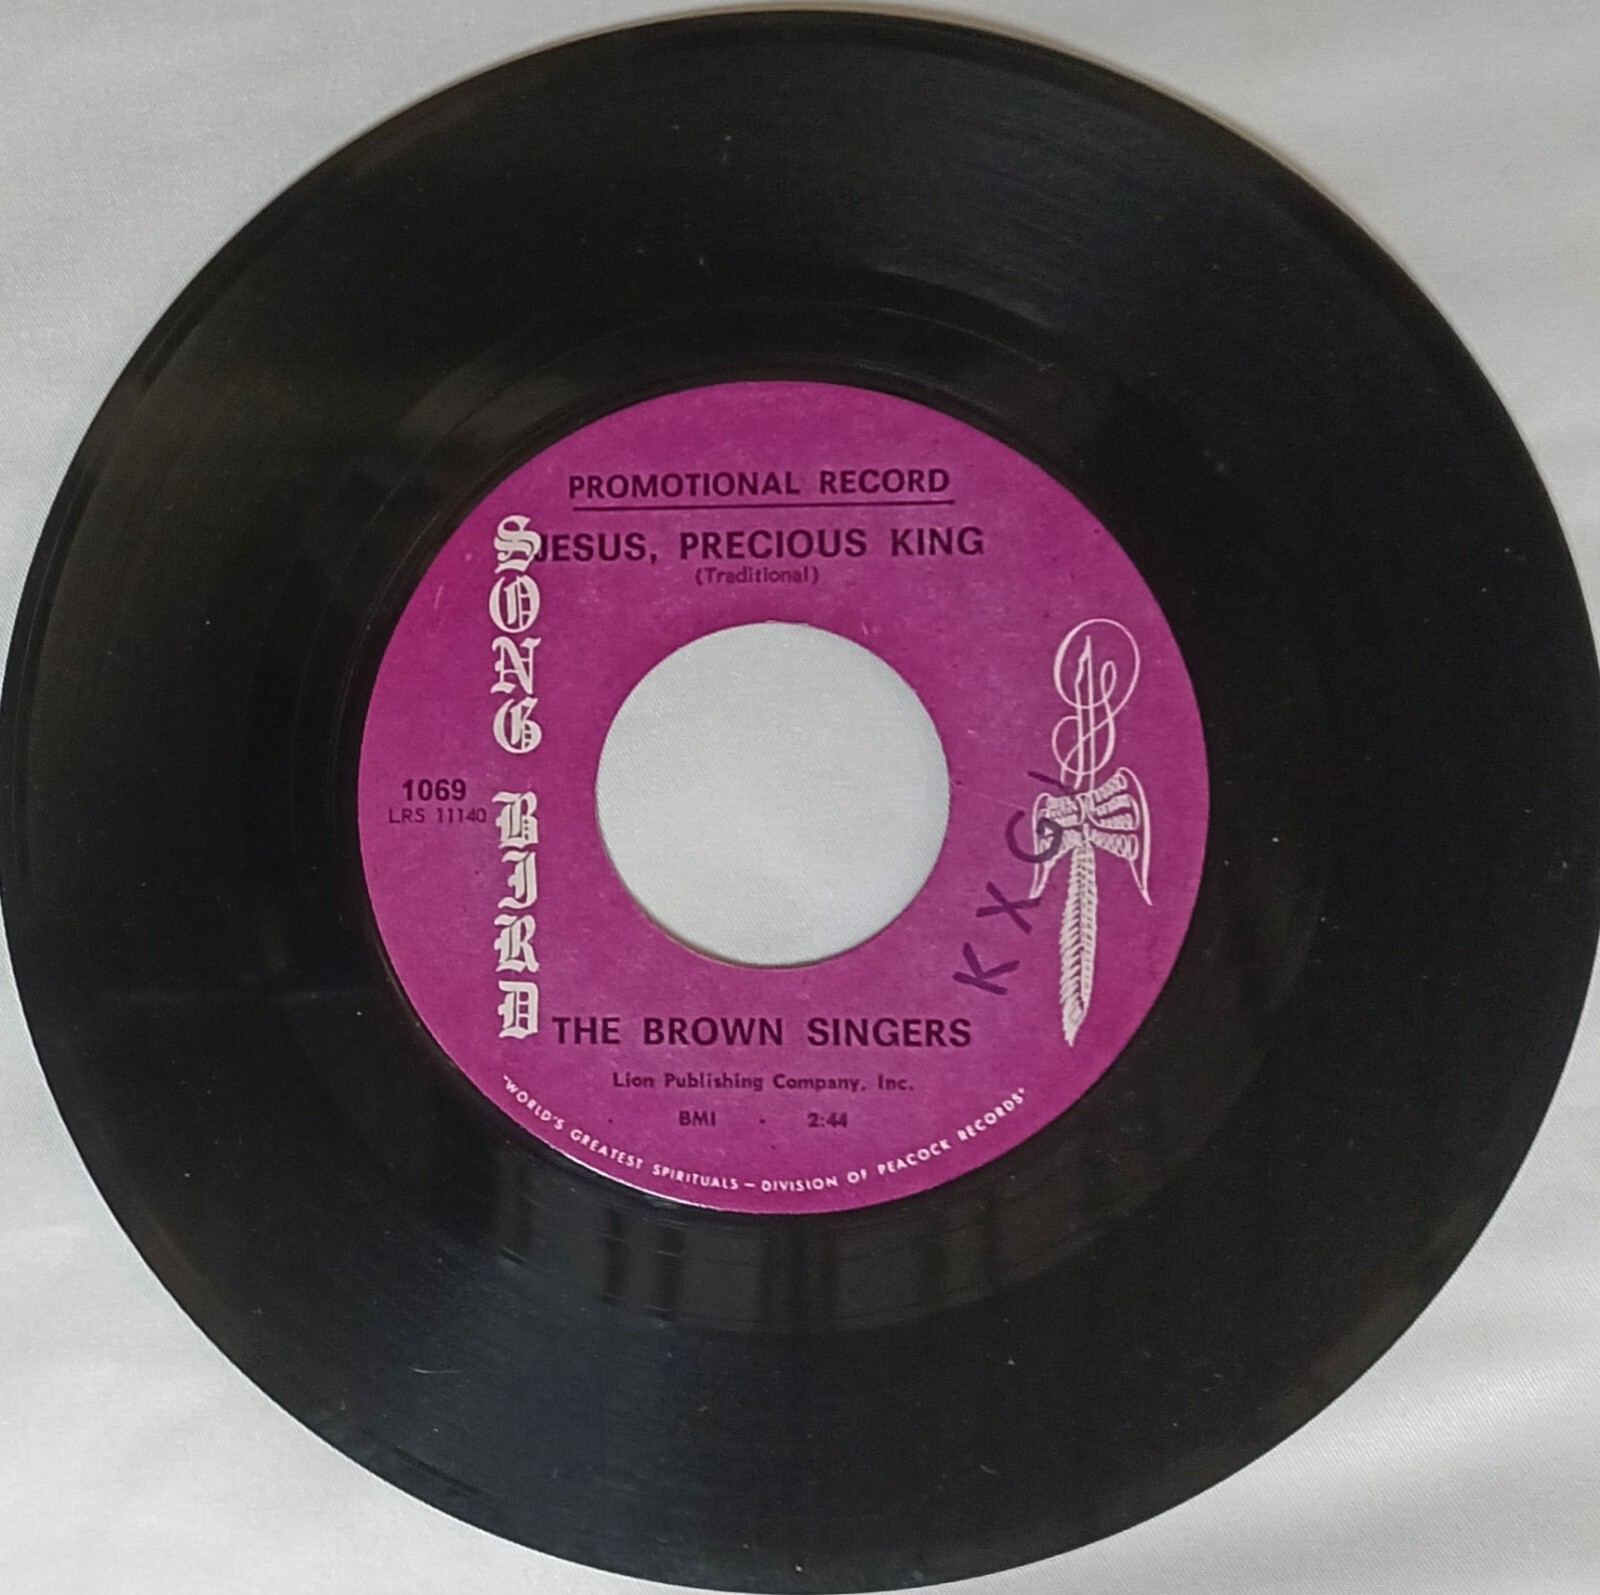 PROMOTIONAL RECORD
JESUS, PRECIOUS KING
(Traditional)
SONG BIRD
1069
LRS 11140
KXGI
THE BROWN SINGERS
Lion Publishing Company, Inc.
BMI · 2:44
"WORLD'S GREATEST SPIRITUALS — DIVISION OF PEACOCK RECORDS"